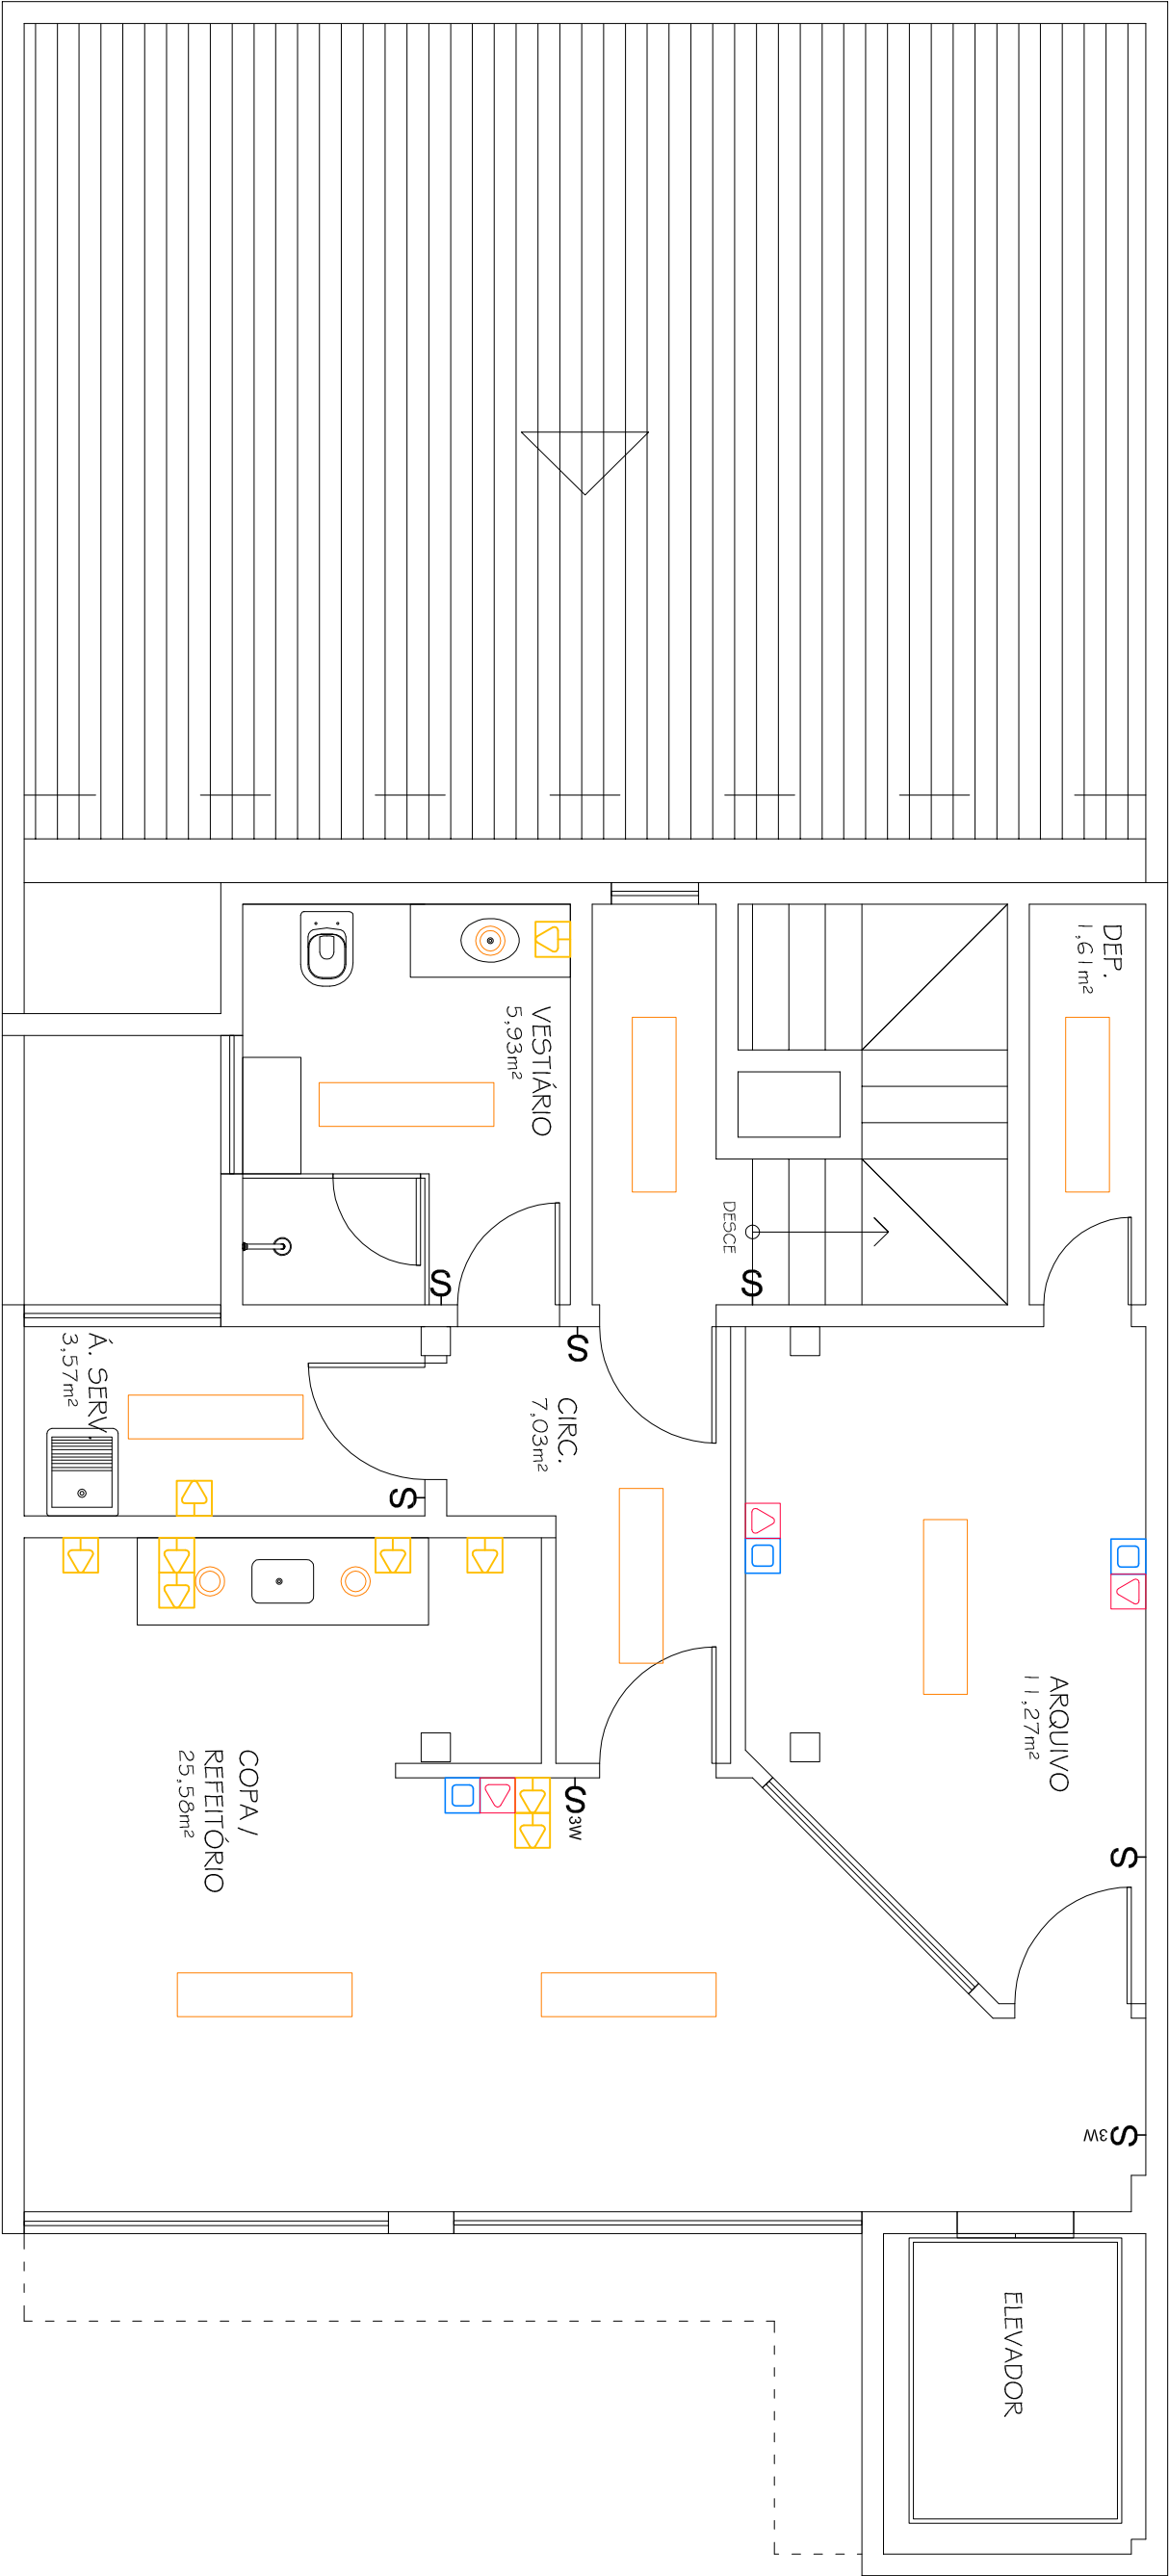 DEP.
1,61m²
VESTIÁRIO
5,93m²
DESCE
S
S
S
Á. SERV.
3,57m²
CIRC.
7,03m²
S
ARQUIVO
11,27m²
S
COPA /
REFEITÓRIO
25,58m²
S3W
S3W
ELEVADOR